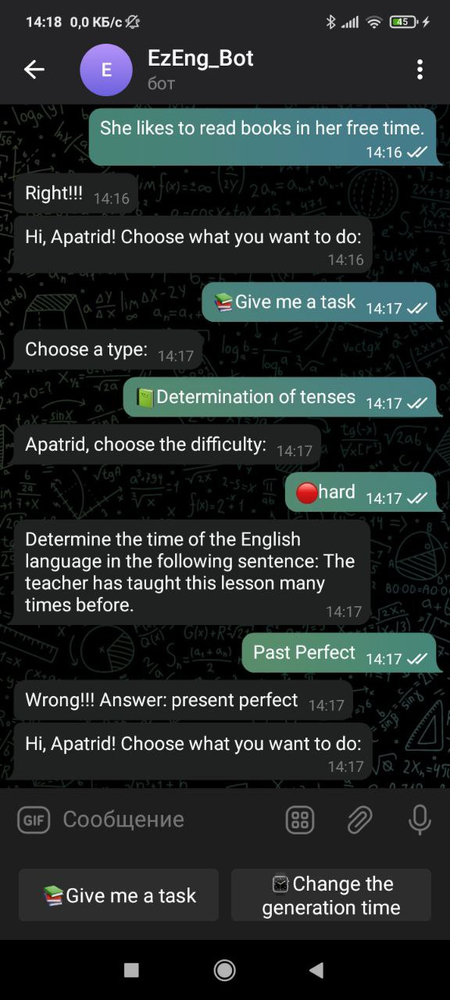 14:18 0,0 КБ/с 45
E
EzEng_Bot
бот
She likes to read books in her free time.
14:16
Right!!! 14:16
Hi, Apatrid! Choose what you want to do:
14:16
📚Give me a task 14:17
Choose a type: 14:17
📗Determination of tenses 14:17
Apatrid, choose the difficulty: 14:17
🔴hard 14:17
Determine the time of the English
language in the following sentence: The
teacher has taught this lesson many
times before.
14:17
Past Perfect 14:17
Wrong!!! Answer: present perfect 14:17
Hi, Apatrid! Choose what you want to do:
14:17
GIF Сообщение
📚Give me a task
⌚Change the
generation time